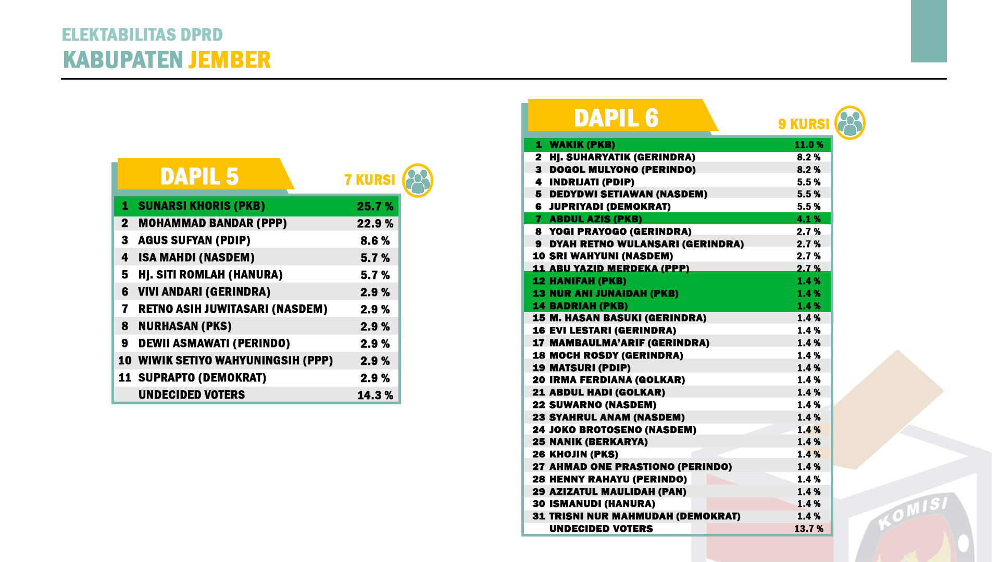 ELEKTABILITAS DPRD
KABUPATEN JEMBER
DAPIL 5
7 KURSI
1 SUNARSI KHORIS (PKB) 25.7 %
2 MOHAMMAD BANDAR (PPP) 22.9 %
3 AGUS SUFYAN (PDIP) 8.6 %
4 ISA MAHDI (NASDEM) 5.7 %
5 Hj. SITI ROMLAH (HANURA) 5.7 %
6 VIVI ANDARI (GERINDRA) 2.9 %
7 RETNO ASIH JUWITASARI (NASDEM) 2.9 %
8 NURHASAN (PKS) 2.9 %
9 DEWII ASMAWATI (PERINDO) 2.9 %
10 WIWIK SETIYO WAHYUNINGSIH (PPP) 2.9 %
11 SUPRAPTO (DEMOKRAT) 2.9 %
UNDECIDED VOTERS 14.3 %
DAPIL 6
9 KURSI
1 WAKIK (PKB) 11.0 %
2 Hj. SUHARYATIK (GERINDRA) 8.2 %
3 DOGOL MULYONO (PERINDO) 8.2 %
4 INDRIJATI (PDIP) 5.5 %
5 DEDYDWI SETIAWAN (NASDEM) 5.5 %
6 JUPRIYADI (DEMOKRAT) 5.5 %
7 ABDUL AZIS (PKB) 4.1 %
8 YOGI PRAYOGO (GERINDRA) 2.7 %
9 DYAH RETNO WULANSARI (GERINDRA) 2.7 %
10 SRI WAHYUNI (NASDEM) 2.7 %
11 ABU YAZID MERDEKA (PPP) 2.7 %
12 HANIFAH (PKB) 1.4 %
13 NUR ANI JUNAIDAH (PKB) 1.4 %
14 BADRIAH (PKB) 1.4 %
15 M. HASAN BASUKI (GERINDRA) 1.4 %
16 EVI LESTARI (GERINDRA) 1.4 %
17 MAMBAULMA’ARIF (GERINDRA) 1.4 %
18 MOCH ROSDY (GERINDRA) 1.4 %
19 MATSURI (PDIP) 1.4 %
20 IRMA FERDIANA (GOLKAR) 1.4 %
21 ABDUL HADI (GOLKAR) 1.4 %
22 SUWARNO (NASDEM) 1.4 %
23 SYAHRUL ANAM (NASDEM) 1.4 %
24 JOKO BROTOSENO (NASDEM) 1.4 %
25 NANIK (BERKARYA) 1.4 %
26 KHOJIN (PKS) 1.4 %
27 AHMAD ONE PRASTIONO (PERINDO) 1.4 %
28 HENNY RAHAYU (PERINDO) 1.4 %
29 AZIZATUL MAULIDAH (PAN) 1.4 %
30 ISMANUDI (HANURA) 1.4 %
31 TRISNI NUR MAHMUDAH (DEMOKRAT) 1.4 %
UNDECIDED VOTERS 13.7 %
KOMISI